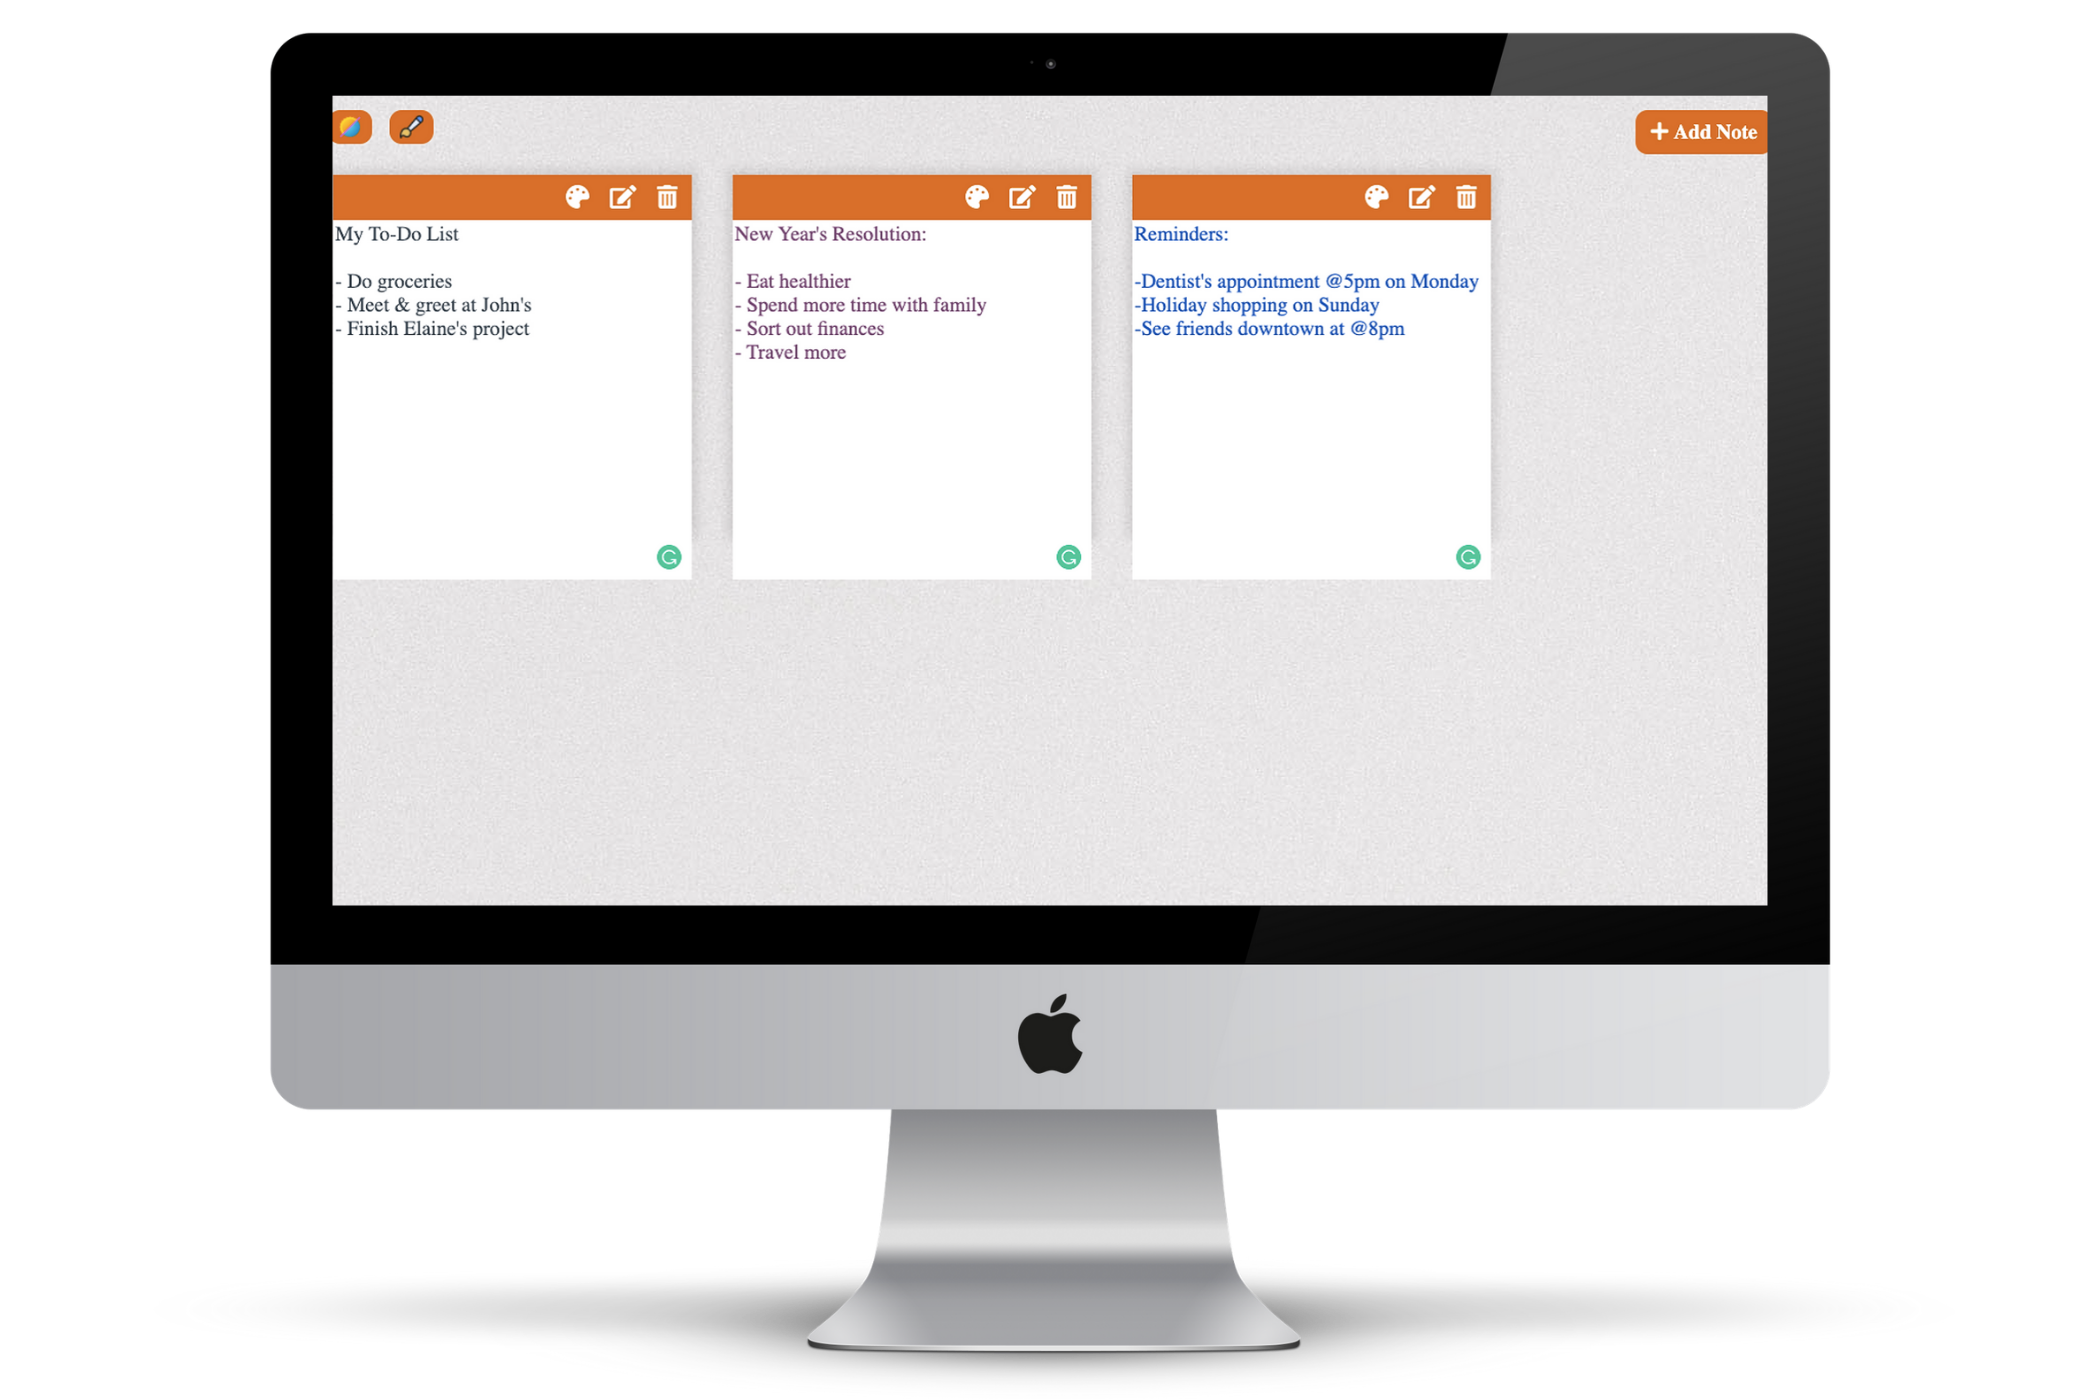 Add Note
My To-Do List
- Do groceries
- Meet & greet at John's
- Finish Elaine's project
New Year's Resolution:
- Eat healthier
- Spend more time with family
- Sort out finances
- Travel more
Reminders:
-Dentist's appointment @5pm on Monday
-Holiday shopping on Sunday
-See friends downtown at @8pm